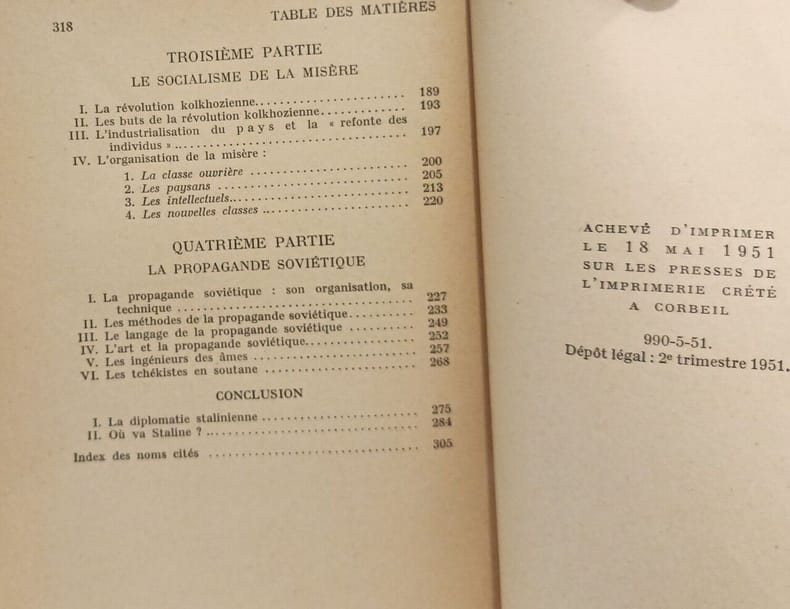 318
TABLE DES MATIÈRES
TROISIÈME PARTIE
LE SOCIALISME DE LA MISÈRE
I. La révolution kolkhozienne........................ 189
II. Les buts de la révolution kolkhozienne............ 193
III. L'industrialisation du pays et la « refonte des
individus » .................................... 197
IV. L'organisation de la misère :
1. La classe ouvrière ........................ 200
2. Les paysans .............................. 205
3. Les intellectuels........................... 213
4. Les nouvelles classes ...................... 220
QUATRIÈME PARTIE
LA PROPAGANDE SOVIÉTIQUE
I. La propagande soviétique : son organisation, sa
technique .................................... 227
II. Les méthodes de la propagande soviétique.......... 233
III. Le langage de la propagande soviétique .......... 249
IV. L'art et la propagande soviétique................ 252
V. Les ingénieurs des âmes ........................ 257
VI. Les tchékistes en soutane ...................... 268
CONCLUSION
I. La diplomatie stalinienne ........................ 275
II. Où va Staline ? ................................ 284
Index des noms cités ................................ 305
ACHEVÉ D'IMPRIMER
LE 18 MAI 1951
SUR LES PRESSES DE
L'IMPRIMERIE CRÉTÉ
A CORBEIL
990-5-51.
Dépôt légal : 2e trimestre 1951.